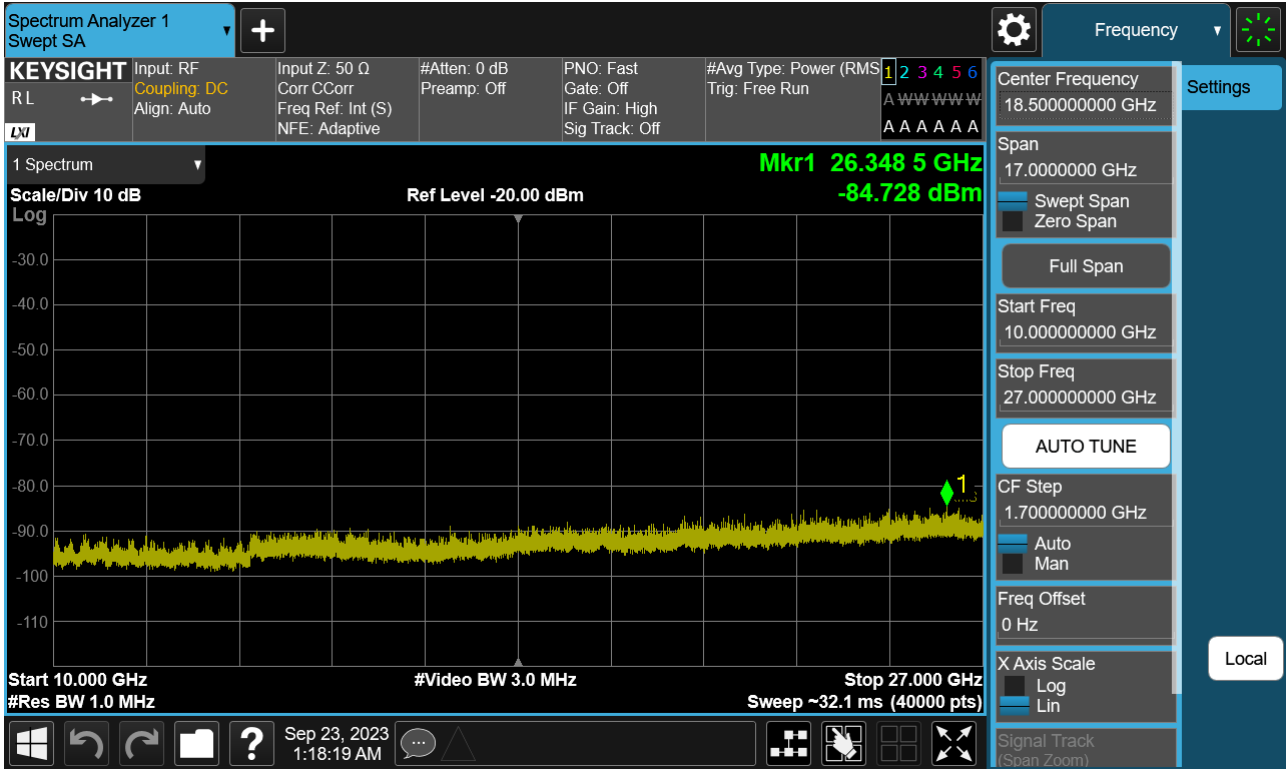 Spectrum Analyzer 1
Swept SA
Frequency
KEYSIGHT
R L
LXI
Input: RF
Coupling: DC
Align: Auto
Input Z: 50 Ω
Corr CCorr
Freq Ref: Int (S)
NFE: Adaptive
#Atten: 0 dB
Preamp: Off
PNO: Fast
Gate: Off
IF Gain: High
Sig Track: Off
#Avg Type: Power (RMS
Trig: Free Run
1 2 3 4 5 6
A W W W W W
A A A A A A
1 Spectrum
Mkr1 26.348 5 GHz
-84.728 dBm
Scale/Div 10 dB
Ref Level -20.00 dBm
Log
-30.0
-40.0
-50.0
-60.0
-70.0
-80.0
-90.0
-100
-110
1
Start 10.000 GHz
#Video BW 3.0 MHz
Stop 27.000 GHz
#Res BW 1.0 MHz
Sweep ~32.1 ms (40000 pts)
?
Sep 23, 2023
1:18:19 AM
Center Frequency
18.500000000 GHz
Span
17.0000000 GHz
Swept Span
Zero Span
Full Span
Start Freq
10.000000000 GHz
Stop Freq
27.000000000 GHz
AUTO TUNE
CF Step
1.700000000 GHz
Auto
Man
Freq Offset
0 Hz
X Axis Scale
Log
Lin
Signal Track
(Span Zoom)
Settings
Local